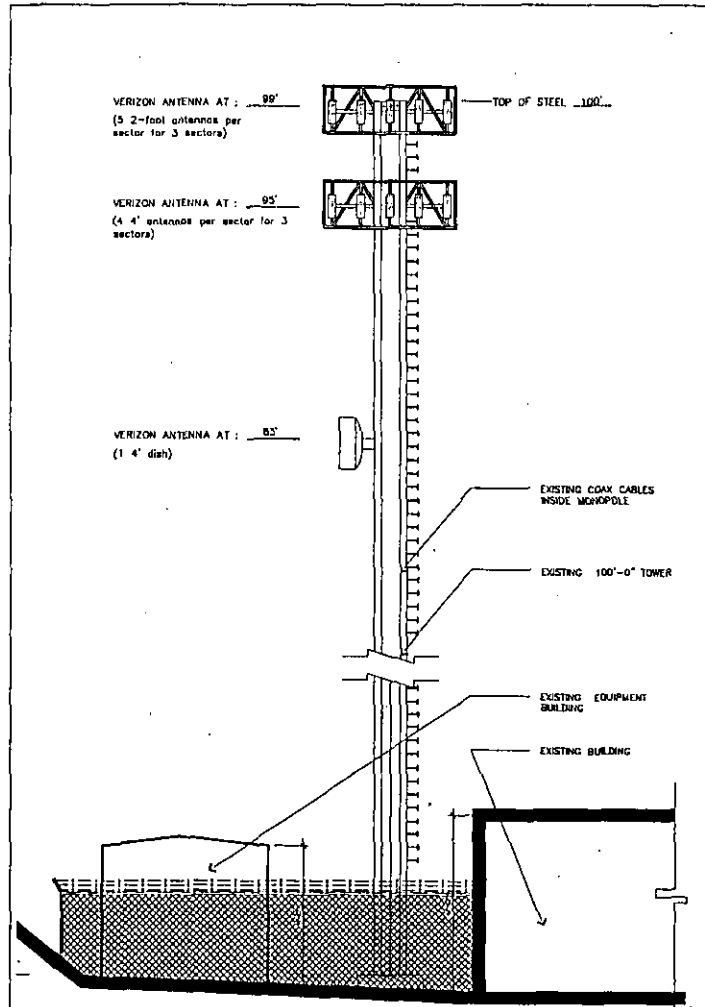 VERIZON ANTENNA AT : 99'
(5 2-foot antennas per
sector for 3 sectors)
TOP OF STEEL 100'
VERIZON ANTENNA AT : 95'
(4 4' antennas per sector for 3
sectors)
VERIZON ANTENNA AT : 83'
(1 4' dish)
EXISTING COAX CABLES
INSIDE MONOPOLE
EXISTING 100'-0" TOWER
EXISTING EQUIPMENT
BUILDING
EXISTING BUILDING